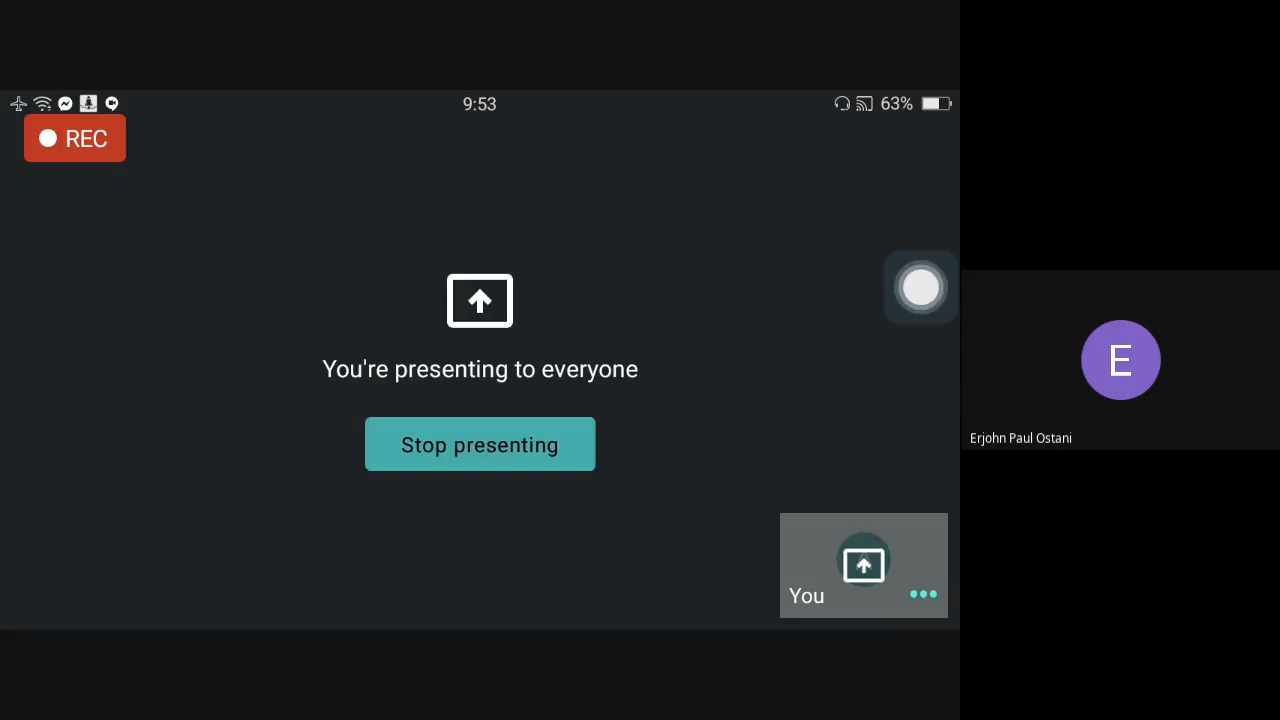 9:53
63%
REC
You're presenting to everyone
Stop presenting
You
E
Erjohn Paul Ostani